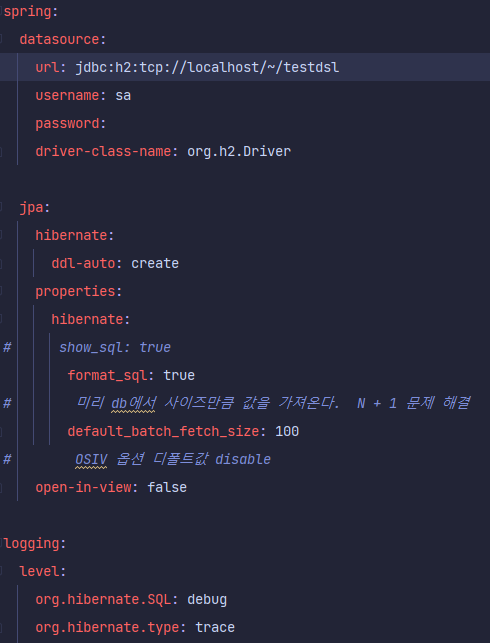 spring:
  datasource:
    url: jdbc:h2:tcp://localhost/~/testdsl
    username: sa
    password:
    driver-class-name: org.h2.Driver

  jpa:
    hibernate:
      ddl-auto: create
    properties:
      hibernate:
#      show_sql: true
        format_sql: true
#        미리 db에서 사이즈만큼 값을 가져온다.  N + 1 문제 해결
        default_batch_fetch_size: 100
#        OSIV 옵션 디폴트값 disable
    open-in-view: false

logging:
  level:
    org.hibernate.SQL: debug
    org.hibernate.type: trace